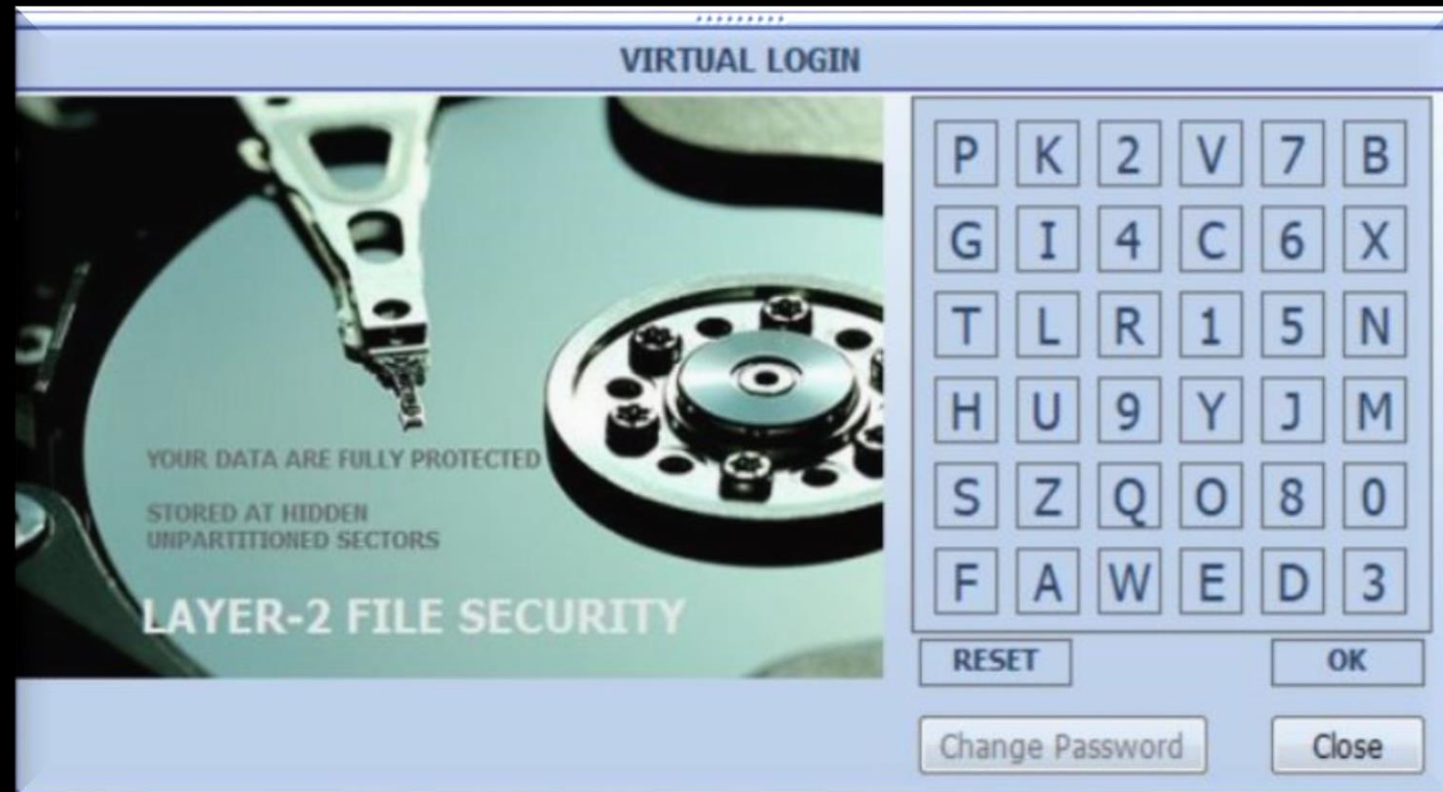 VIRTUAL LOGIN
YOUR DATA ARE FULLY PROTECTED
STORED AT HIDDEN
UNPARTITIONED SECTORS
LAYER-2 FILE SECURITY
P K 2 V 7 B
G I 4 C 6 X
T L R 1 5 N
H U 9 Y J M
S Z Q O 8 0
F A W E D 3
RESET OK
Change Password Close